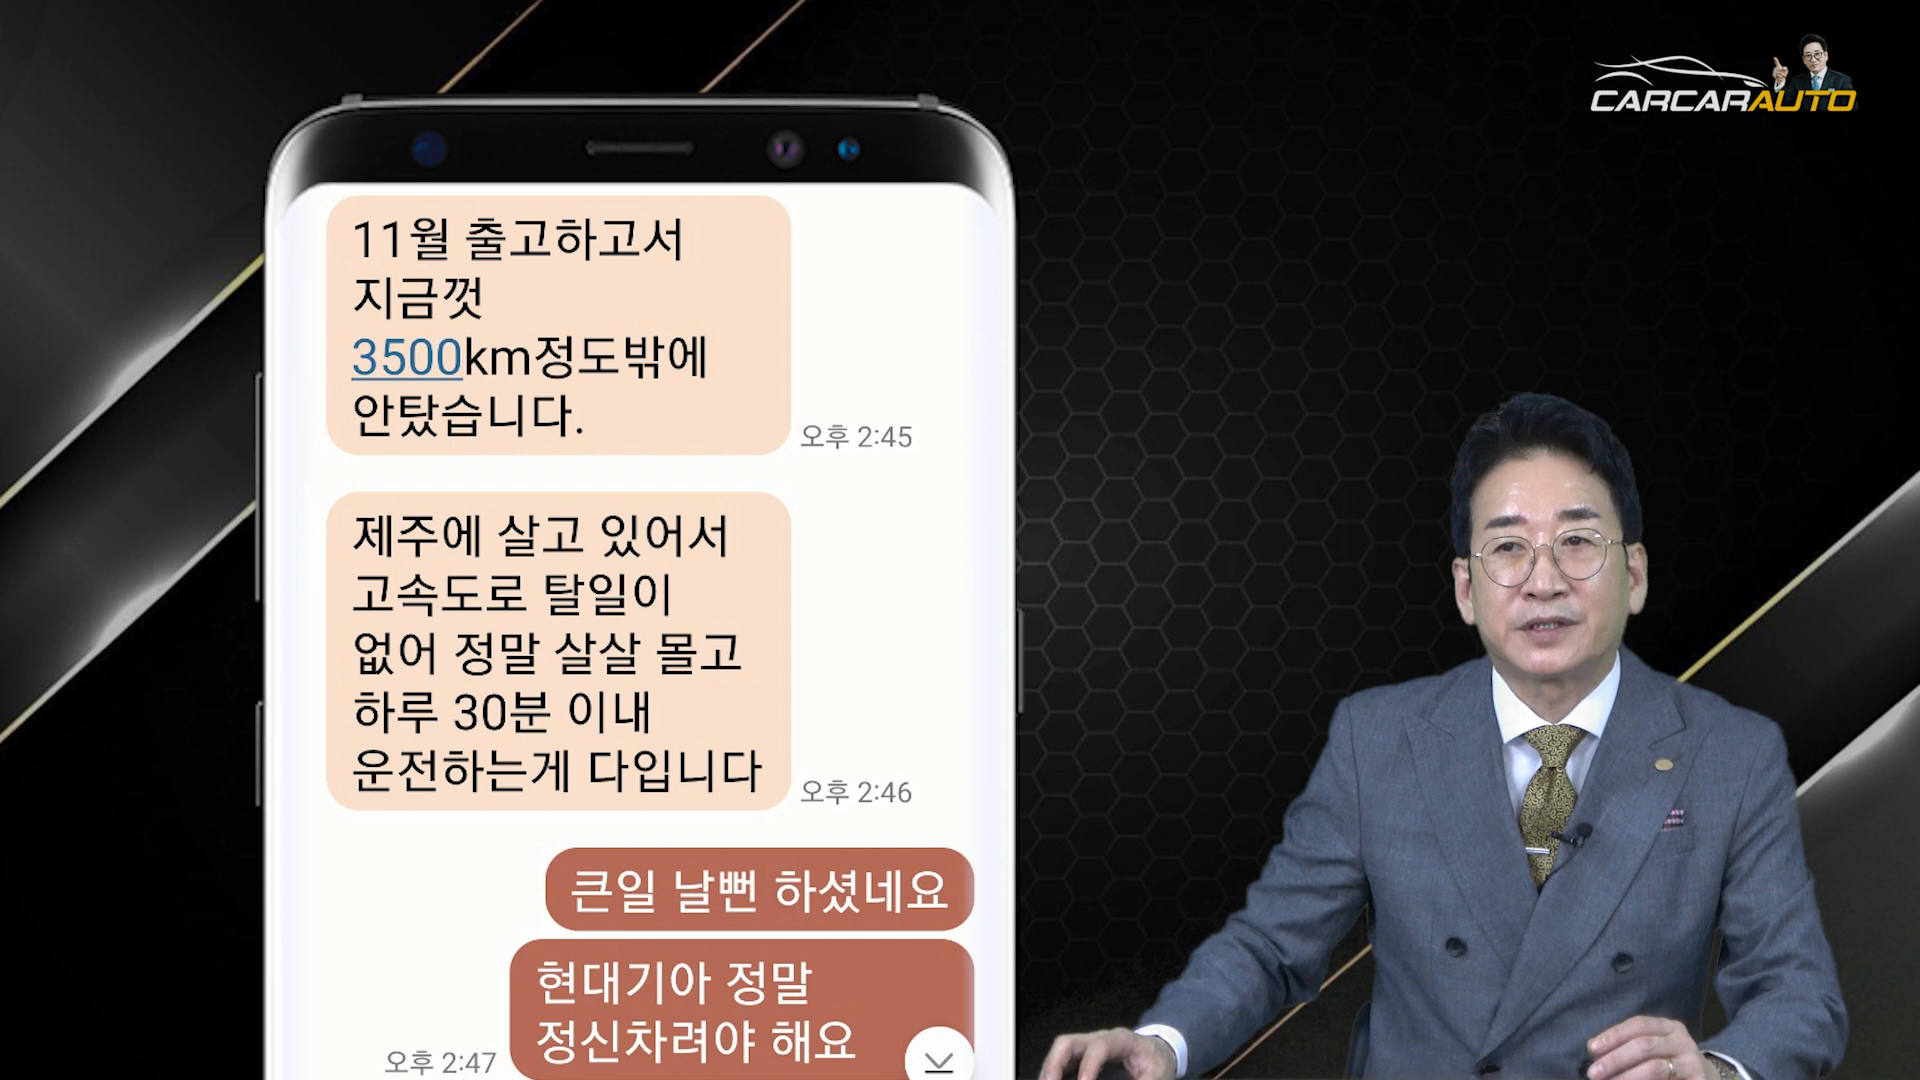 CARCARAUTO
11월 출고하고서
지금껏
3500km정도밖에
안탔습니다.
오후 2:45
제주에 살고 있어서
고속도로 탈일이
없어 정말 살살 몰고
하루 30분 이내
운전하는게 다입니다
오후 2:46
큰일 날뻔 하셨네요
현대기아 정말
정신차려야 해요
오후 2:47